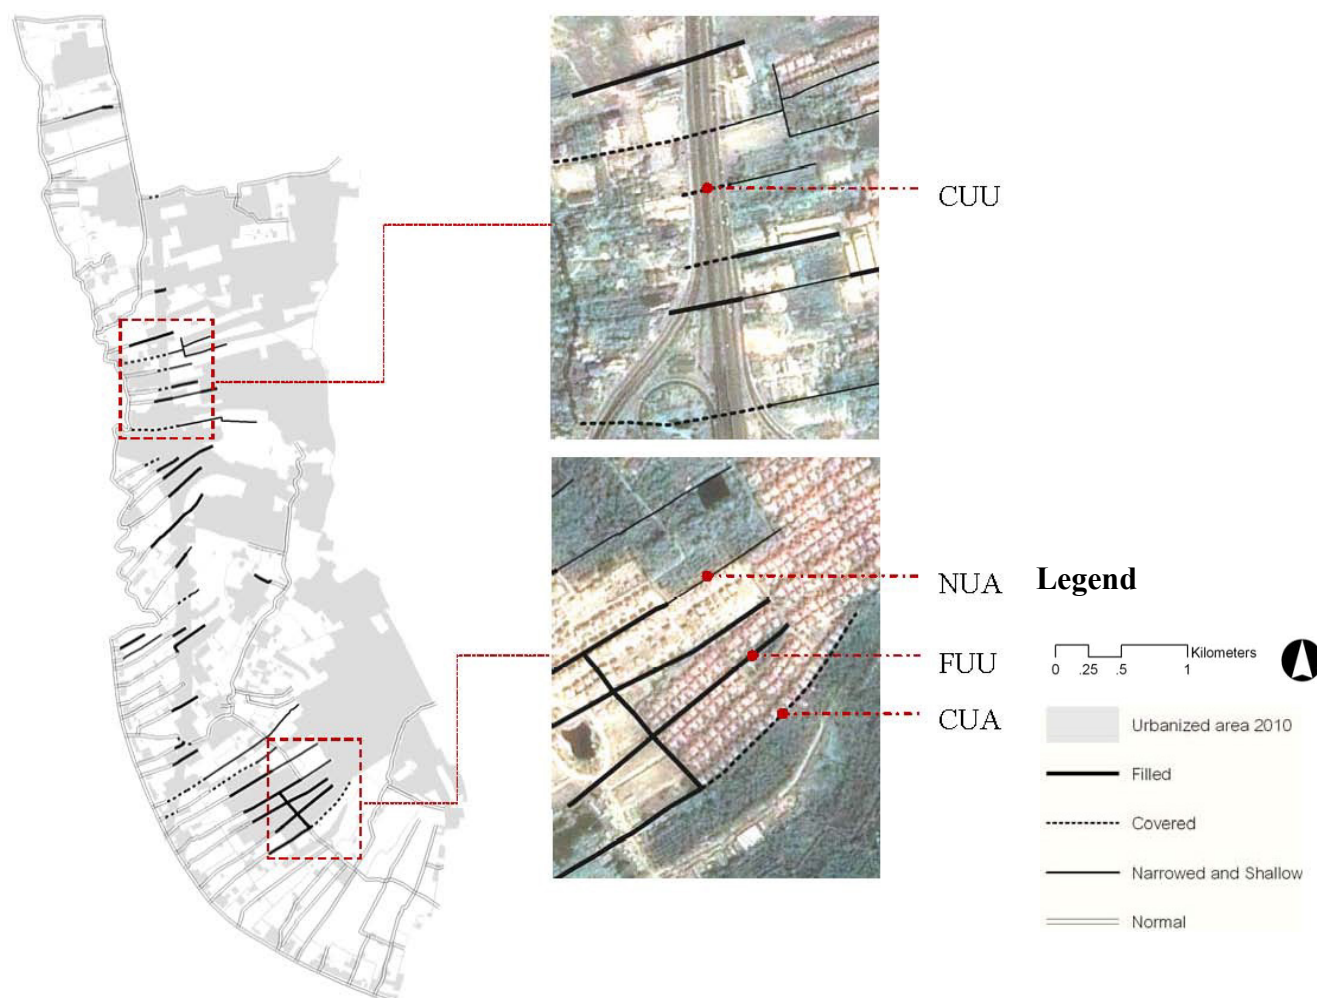 CUU
NUA
FUU
CUA
Legend
Kilometers
0 .25 .5 1
Urbanized area 2010
Filled
Covered
Narrowed and Shallow
Normal